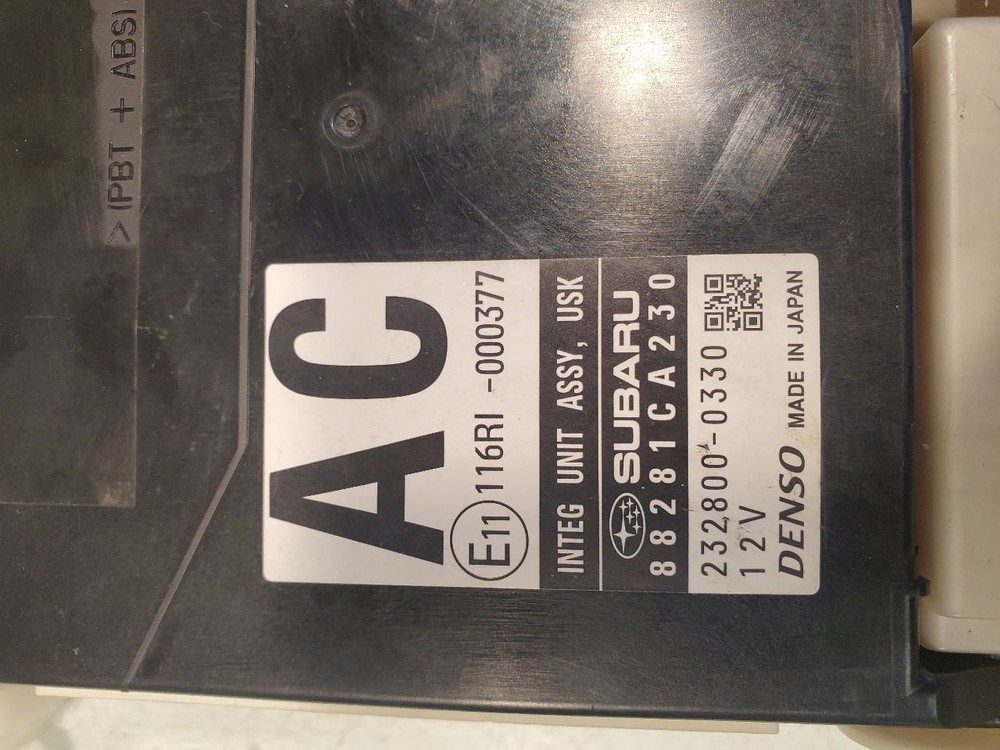 >(PBT + ABS)
AC
E11 116RI -000377
INTEG UNIT ASSY, USK
SUBARU
88281CA230
232800-0330
12V
DENSO MADE IN JAPAN